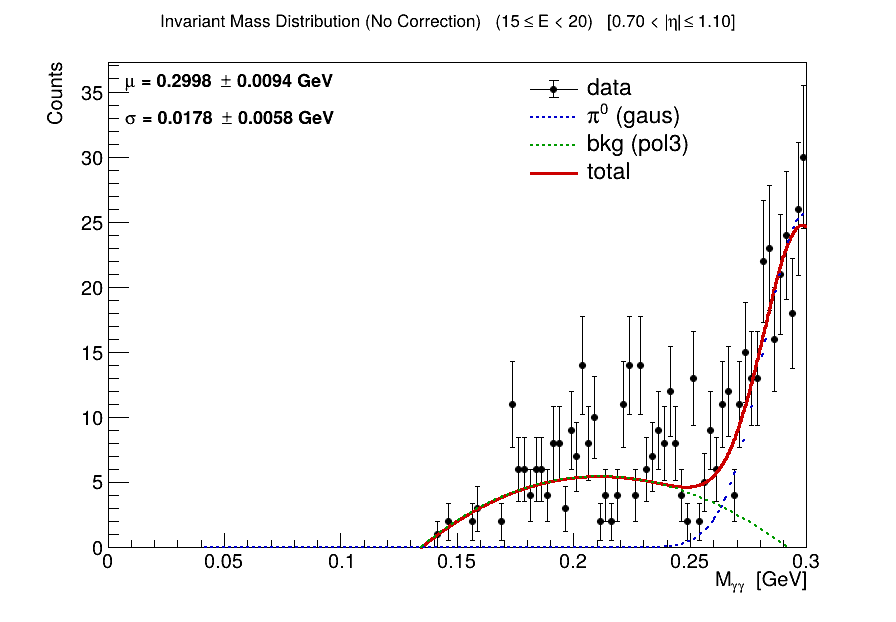 Invariant Mass Distribution (No Correction) (15 ≤ E < 20) [0.70 < |η| ≤ 1.10]
Counts
μ = 0.2998 ± 0.0094 GeV
σ = 0.0178 ± 0.0058 GeV
data
π⁰ (gaus)
bkg (pol3)
total
35
30
25
20
15
10
5
0
0 0.05 0.1 0.15 0.2 0.25 0.3
Mγγ [GeV]